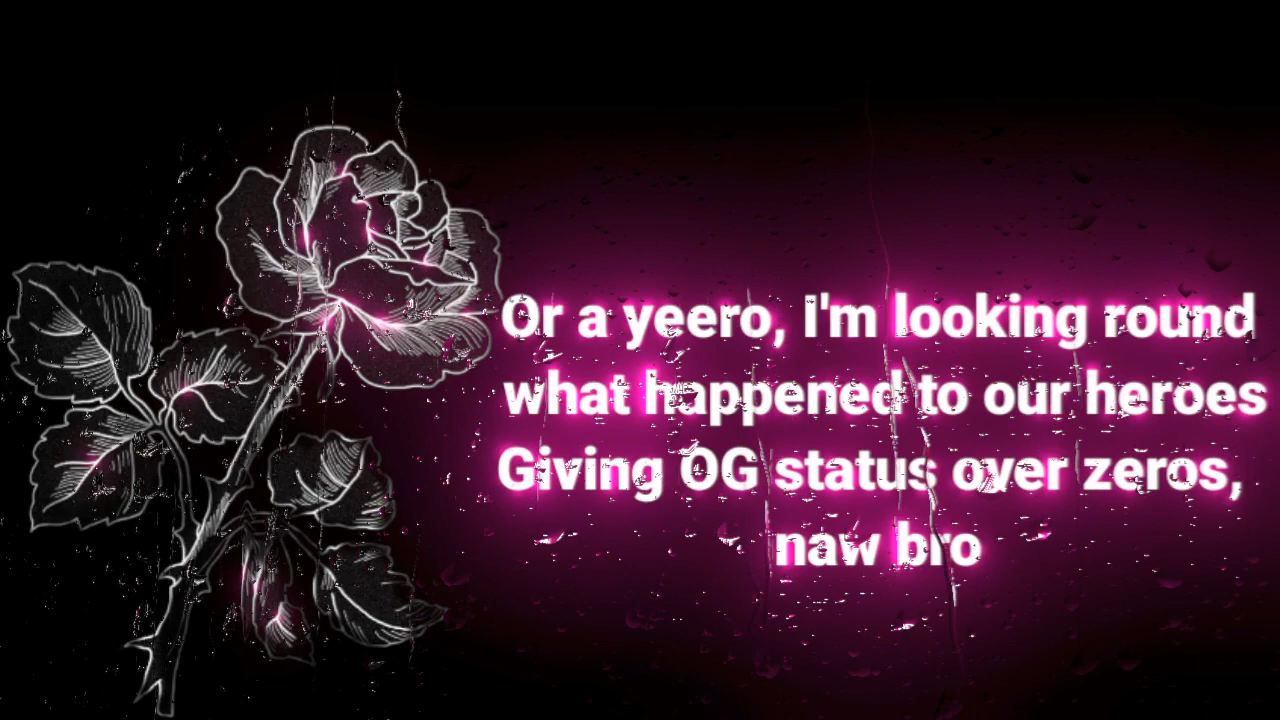 Or a yeero, I'm looking round
what happened to our heroes
Giving OG status over zeros,
naw bro